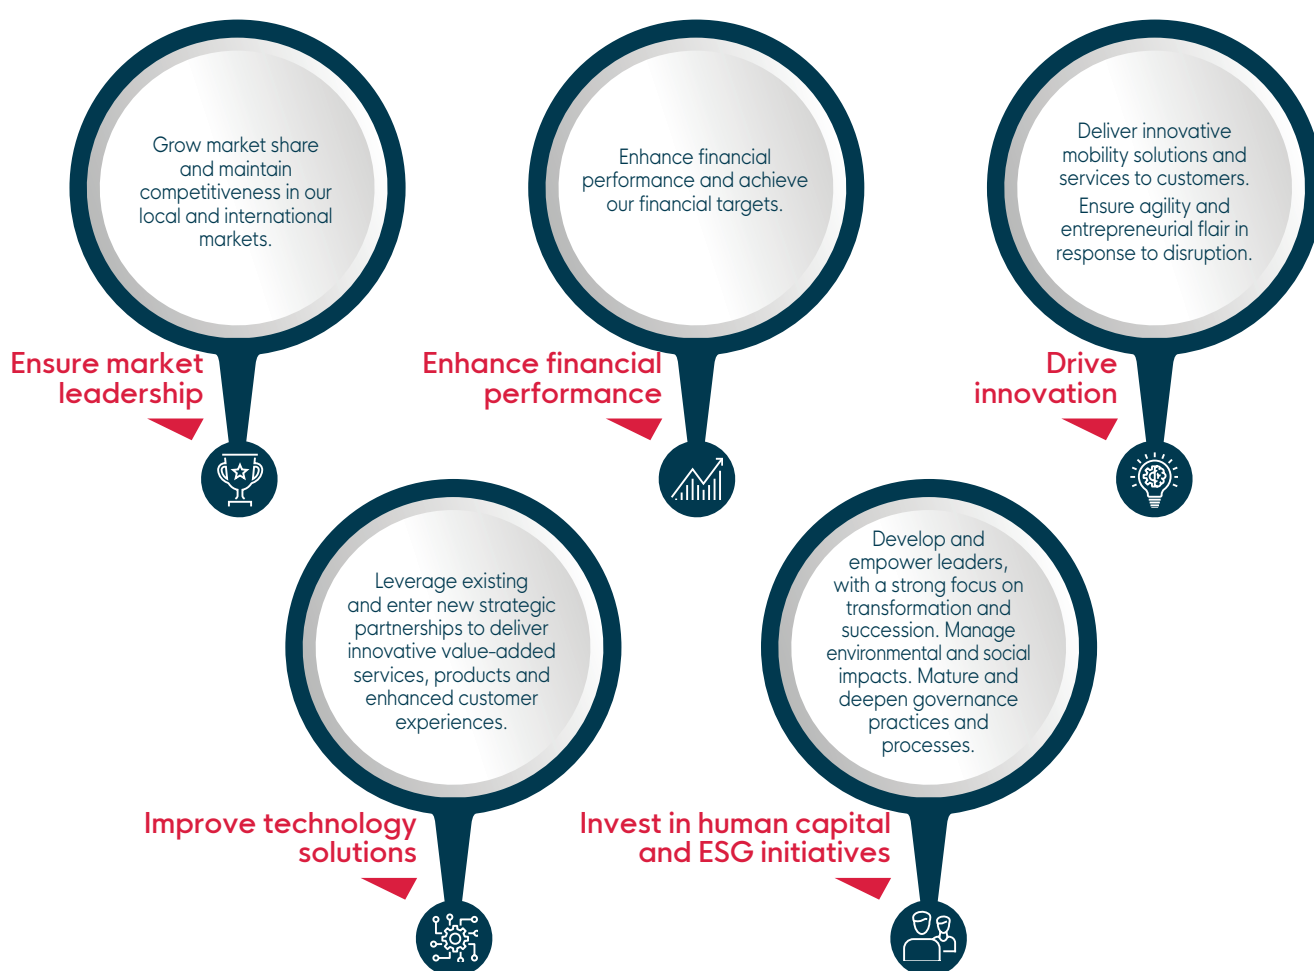 Grow market share
and maintain
competitiveness in our
local and international
markets.
Ensure market
leadership
Enhance financial
performance and achieve
our financial targets.
Enhance financial
performance
Deliver innovative
mobility solutions and
services to customers.
Ensure agility and
entrepreneurial flair in
response to disruption.
Drive
innovation
Leverage existing
and enter new strategic
partnerships to deliver
innovative value-added
services, products and
enhanced customer
experiences.
Improve technology
solutions
Develop and
empower leaders,
with a strong focus on
transformation and
succession. Manage
environmental and social
impacts. Mature and
deepen governance
practices and
processes.
Invest in human capital
and ESG initiatives